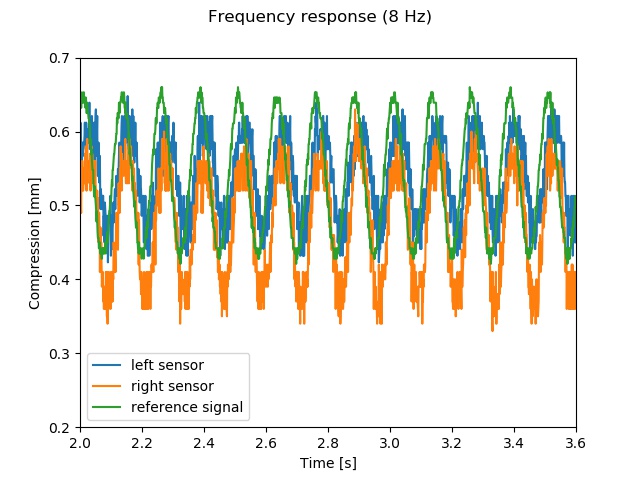 Frequency response (8 Hz)
0.7
0.6
0.5
0.4
0.3
0.2
Compression [mm]
left sensor
right sensor
reference signal
2.0 2.2 2.4 2.6 2.8 3.0 3.2 3.4 3.6
Time [s]